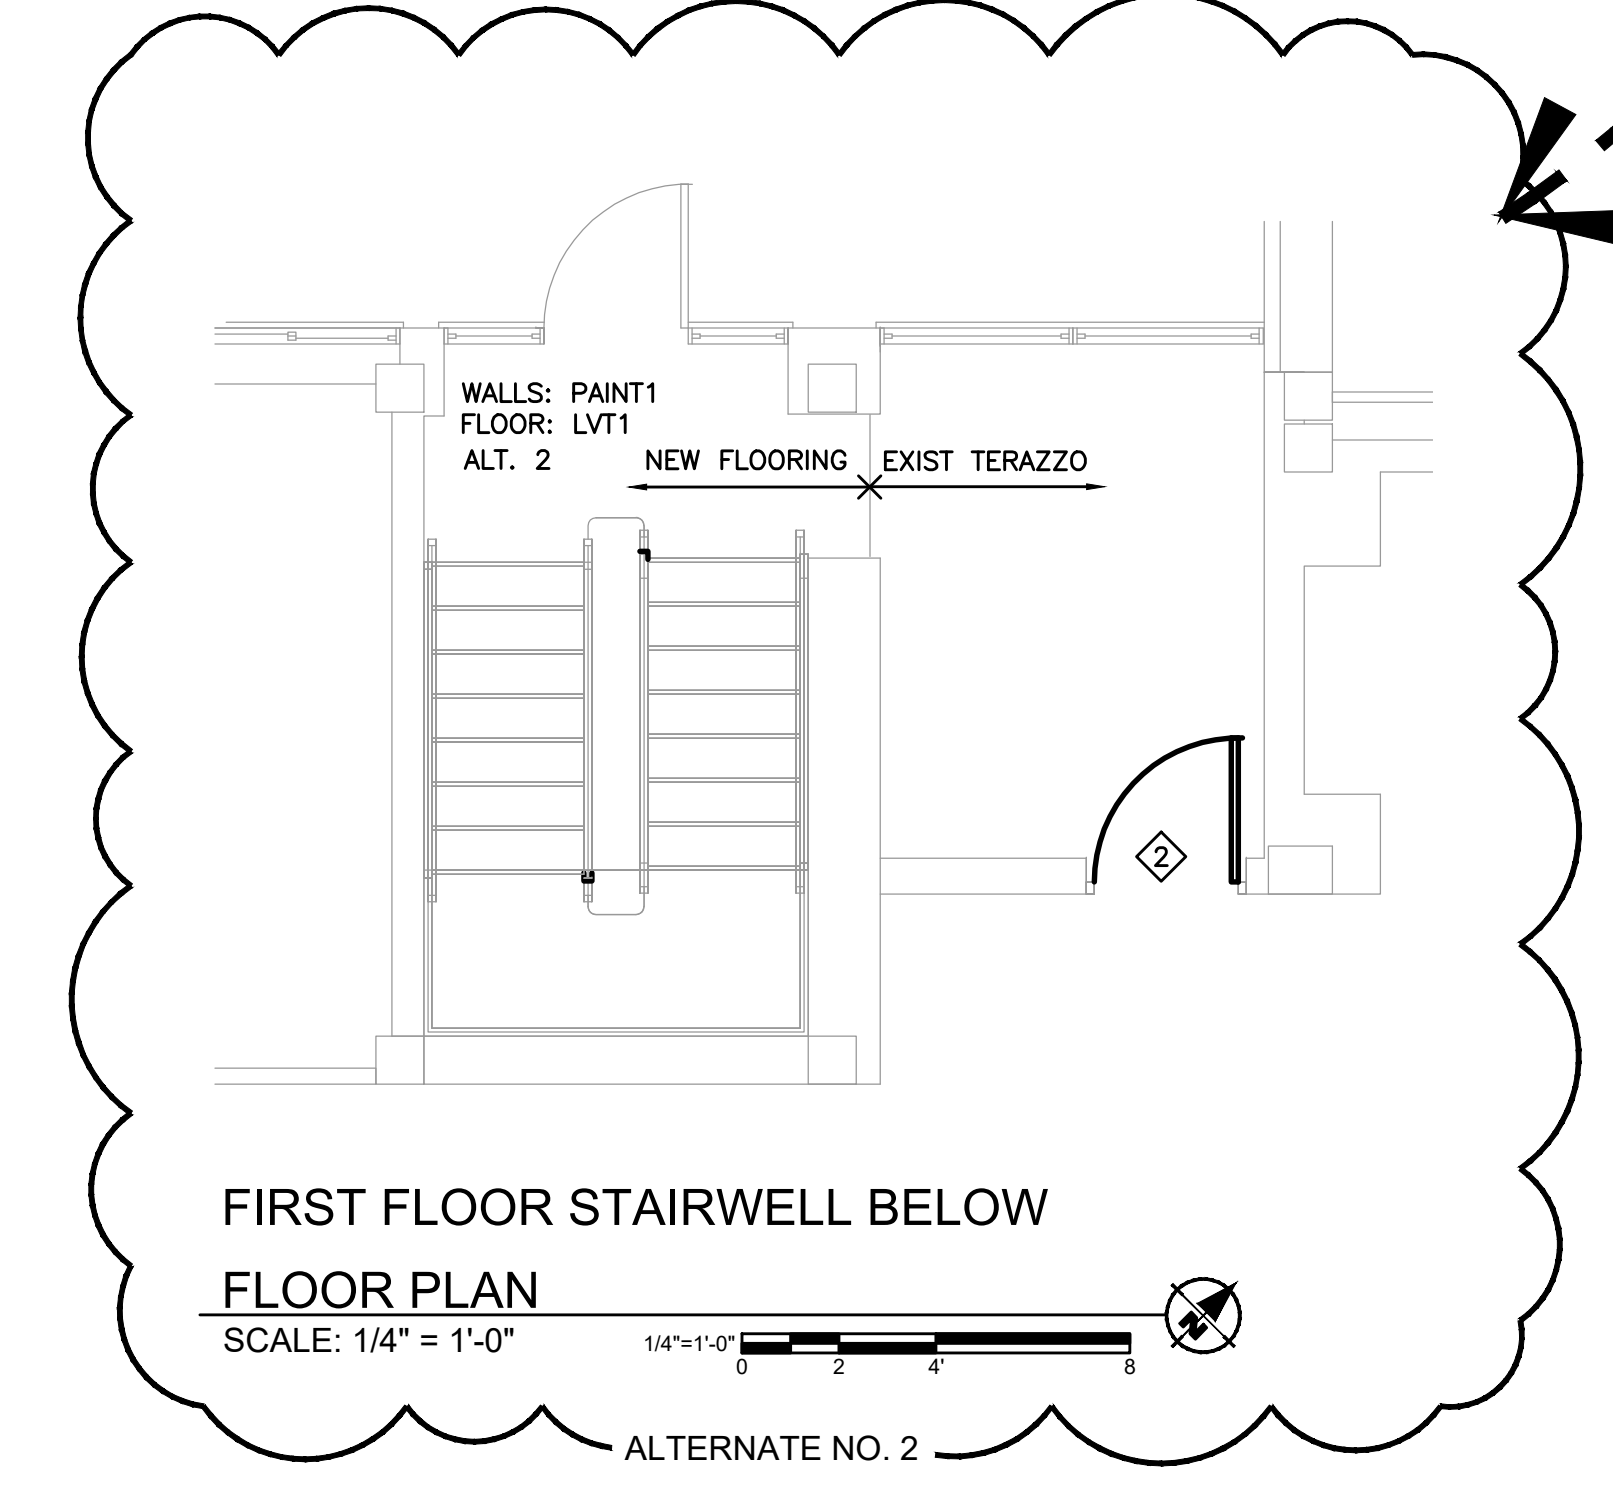 WALLS: PAINT1
FLOOR: LVT1
ALT. 2
NEW FLOORING
EXIST TERAZZO
2
FIRST FLOOR STAIRWELL BELOW
FLOOR PLAN
SCALE: 1/4" = 1'-0"
1/4"=1'-0"
0 2 4' 8
N
ALTERNATE NO. 2